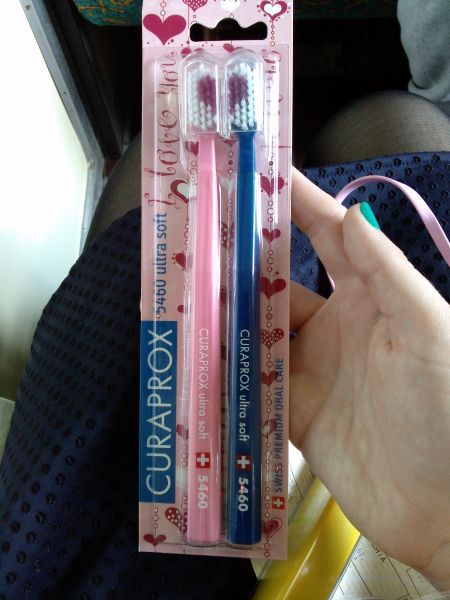 I love you
CURAPROX 5460 ultra soft
CURAPROX ultra soft 5460
CURAPROX ultra soft 5460
SWISS PREMIUM ORAL CARE